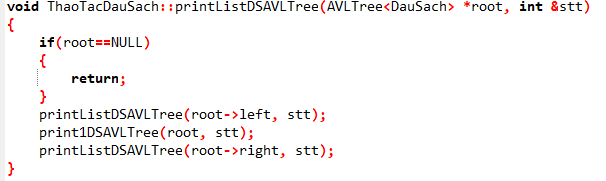 void ThaoTacDauSach::printListDSAVLTree(AVLTree<DauSach> *root, int &stt)
{
    if(root==NULL)
    {
        return;
    }
    printListDSAVLTree(root->left, stt);
    print1DSAVLTree(root, stt);
    printListDSAVLTree(root->right, stt);
}